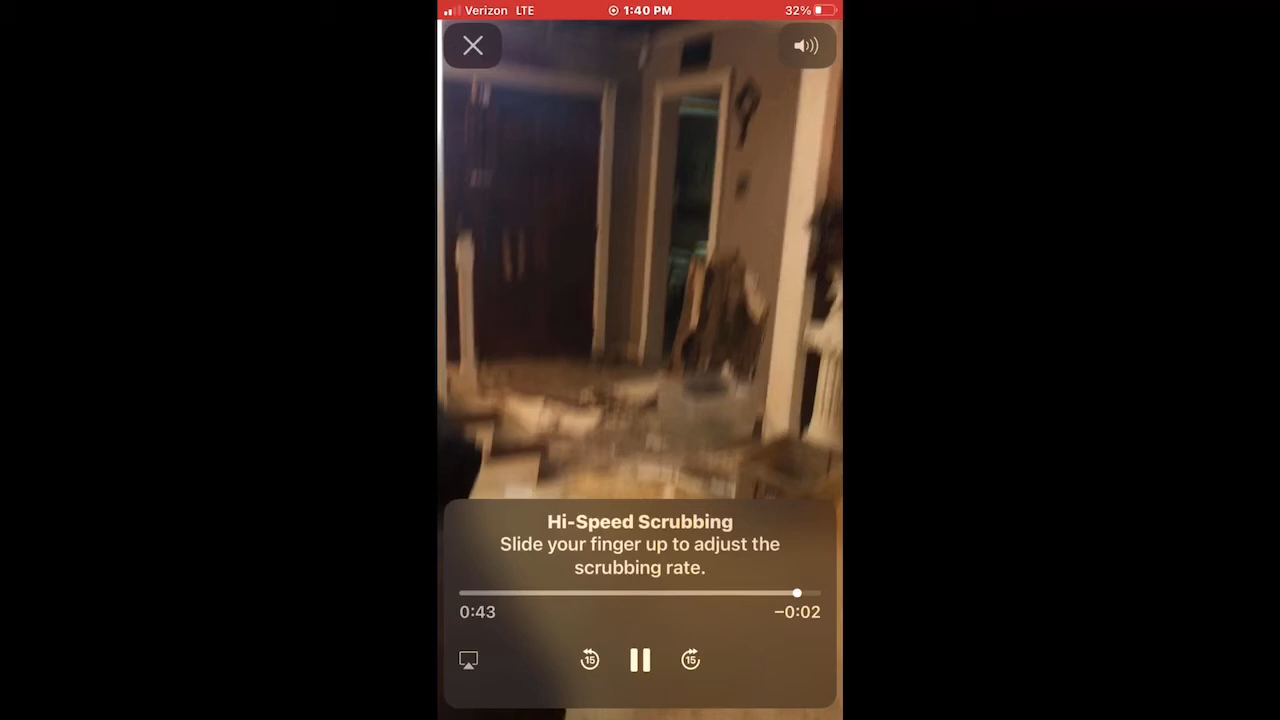 Verizon LTE 1:40 PM 32%
Hi-Speed Scrubbing
Slide your finger up to adjust the
scrubbing rate.
0:43 −0:02
15 15